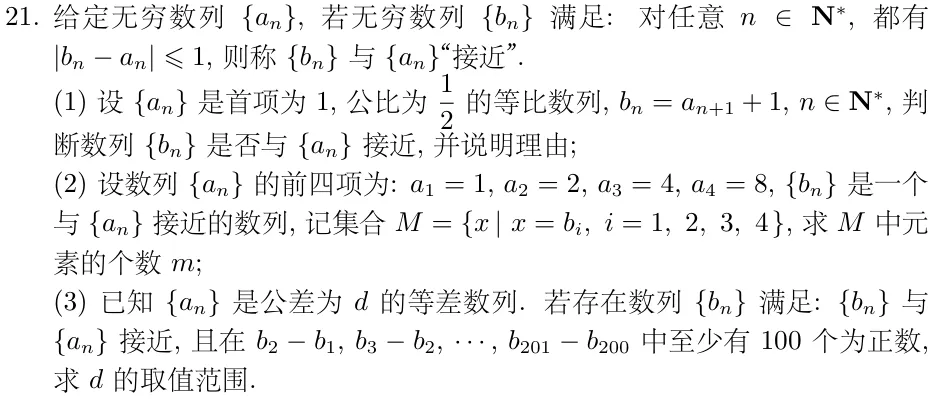 21. 给定无穷数列 {aₙ}, 若无穷数列 {bₙ} 满足: 对任意 n ∈ N*, 都有
|bₙ − aₙ| ⩽ 1, 则称 {bₙ} 与 {aₙ}“接近”.
(1) 设 {aₙ} 是首项为 1, 公比为 1/2 的等比数列, bₙ = aₙ₊₁ + 1, n ∈ N*, 判
断数列 {bₙ} 是否与 {aₙ} 接近, 并说明理由;
(2) 设数列 {aₙ} 的前四项为: a₁ = 1, a₂ = 2, a₃ = 4, a₄ = 8, {bₙ} 是一个
与 {aₙ} 接近的数列, 记集合 M = {x | x = bᵢ, i = 1, 2, 3, 4}, 求 M 中元
素的个数 m;
(3) 已知 {aₙ} 是公差为 d 的等差数列. 若存在数列 {bₙ} 满足: {bₙ} 与
{aₙ} 接近, 且在 b₂ − b₁, b₃ − b₂, ⋯, b₂₀₁ − b₂₀₀ 中至少有 100 个为正数,
求 d 的取值范围.